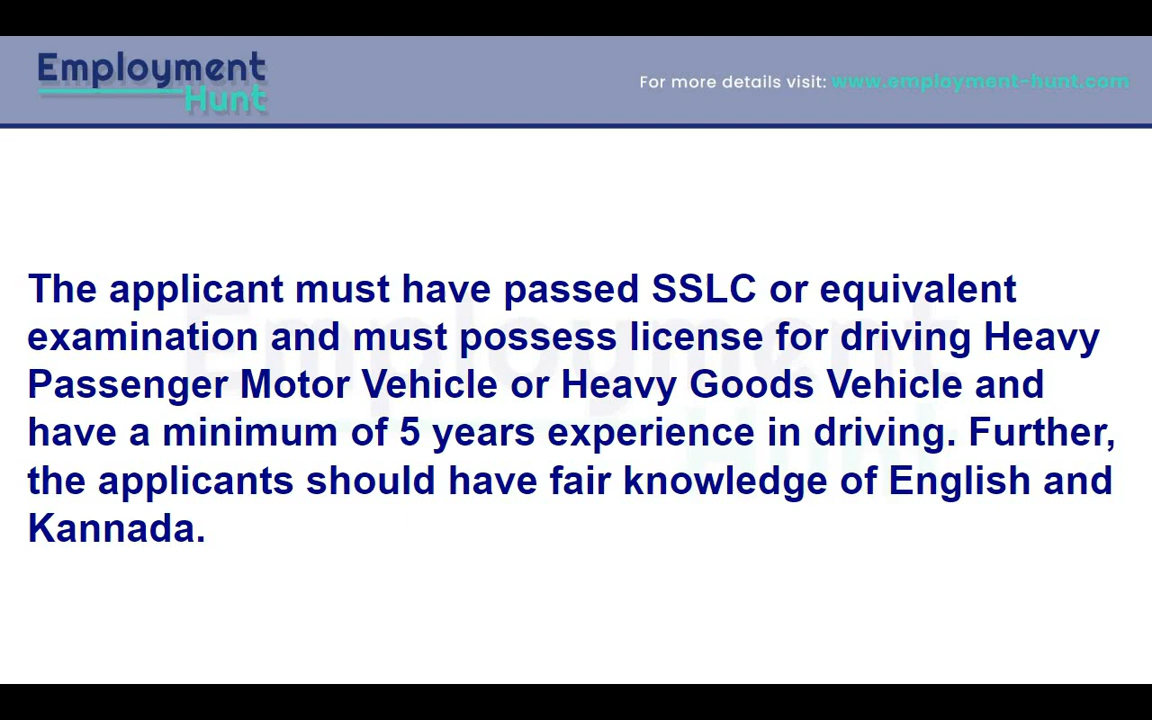 Employment
Hunt
For more details visit: www.employment-hunt.com
The applicant must have passed SSLC or equivalent
examination and must possess license for driving Heavy
Passenger Motor Vehicle or Heavy Goods Vehicle and
have a minimum of 5 years experience in driving. Further,
the applicants should have fair knowledge of English and
Kannada.
Employment
Hunt